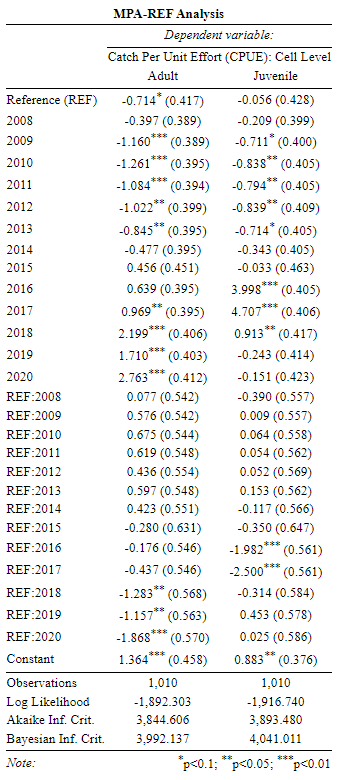 MPA-REF Analysis
Dependent variable:
Catch Per Unit Effort (CPUE): Cell Level
Adult Juvenile
Reference (REF) -0.714* (0.417) -0.056 (0.428)
2008 -0.397 (0.389) -0.209 (0.399)
2009 -1.160*** (0.389) -0.711* (0.400)
2010 -1.261*** (0.395) -0.838** (0.405)
2011 -1.084*** (0.394) -0.794** (0.405)
2012 -1.022** (0.399) -0.839** (0.409)
2013 -0.845** (0.395) -0.714* (0.405)
2014 -0.477 (0.395) -0.343 (0.405)
2015 0.456 (0.451) -0.033 (0.463)
2016 0.639 (0.395) 3.998*** (0.405)
2017 0.969** (0.395) 4.707*** (0.406)
2018 2.199*** (0.406) 0.913** (0.417)
2019 1.710*** (0.403) -0.243 (0.414)
2020 2.763*** (0.412) -0.151 (0.423)
REF:2008 0.077 (0.542) -0.390 (0.557)
REF:2009 0.576 (0.542) 0.009 (0.557)
REF:2010 0.675 (0.544) 0.064 (0.558)
REF:2011 0.619 (0.548) 0.054 (0.562)
REF:2012 0.436 (0.554) 0.052 (0.569)
REF:2013 0.597 (0.548) 0.153 (0.562)
REF:2014 0.423 (0.551) -0.117 (0.566)
REF:2015 -0.280 (0.631) -0.350 (0.647)
REF:2016 -0.176 (0.546) -1.982*** (0.561)
REF:2017 -0.437 (0.546) -2.500*** (0.561)
REF:2018 -1.283** (0.568) -0.314 (0.584)
REF:2019 -1.157** (0.563) 0.453 (0.578)
REF:2020 -1.868*** (0.570) 0.025 (0.586)
Constant 1.364*** (0.458) 0.883** (0.376)
Observations 1,010 1,010
Log Likelihood -1,892.303 -1,916.740
Akaike Inf. Crit. 3,844.606 3,893.480
Bayesian Inf. Crit. 3,992.137 4,041.011
Note: *p<0.1; **p<0.05; ***p<0.01